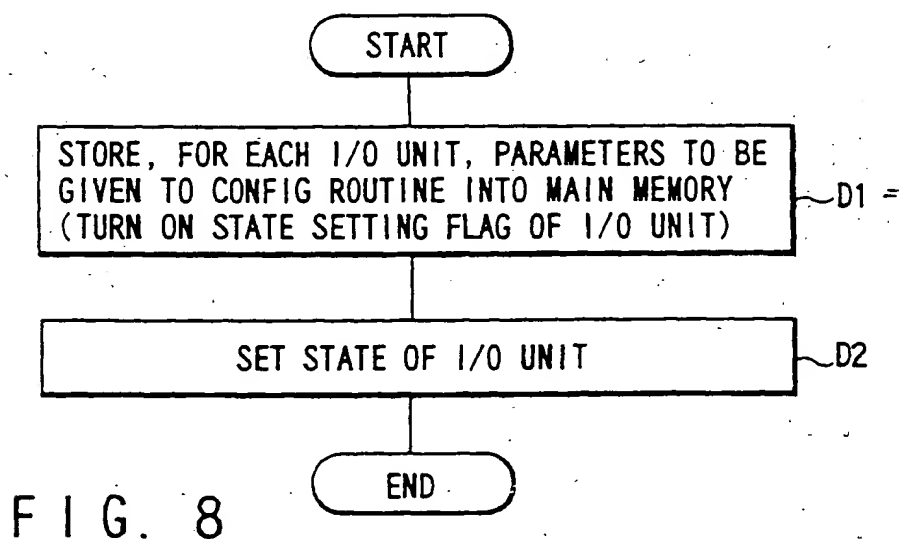 START
STORE, FOR EACH I/O UNIT, PARAMETERS TO BE
GIVEN TO CONFIG ROUTINE INTO MAIN MEMORY
(TURN ON STATE SETTING FLAG OF I/O UNIT)
D1
SET STATE OF I/O UNIT
D2
END
FIG. 8